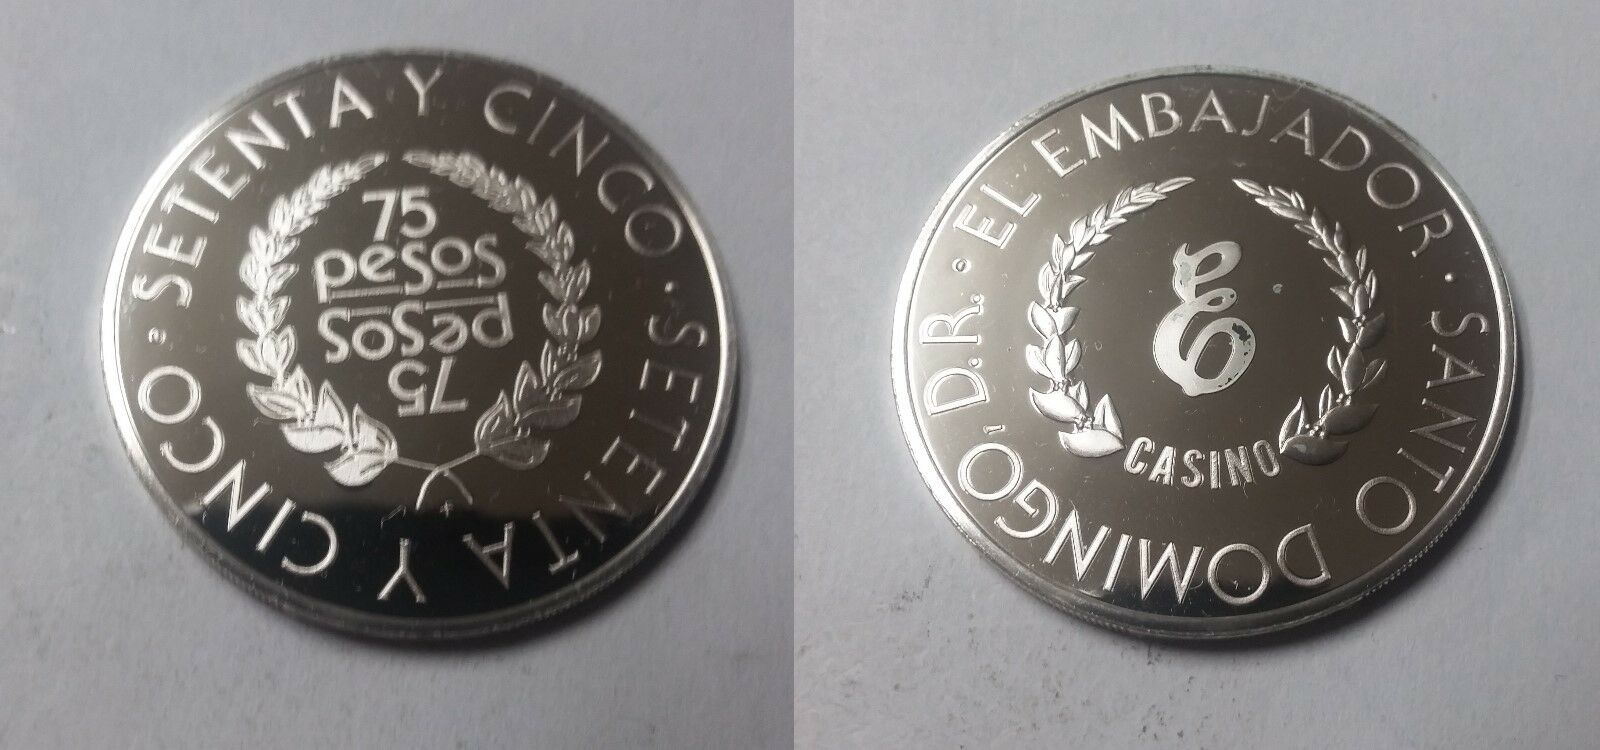 SETENTA Y CINCO · SETENTA Y CINCO ·
75
pesos
pesos
75
EL EMBAJADOR · SANTO DOMINGO, D.R. ·
E
CASINO